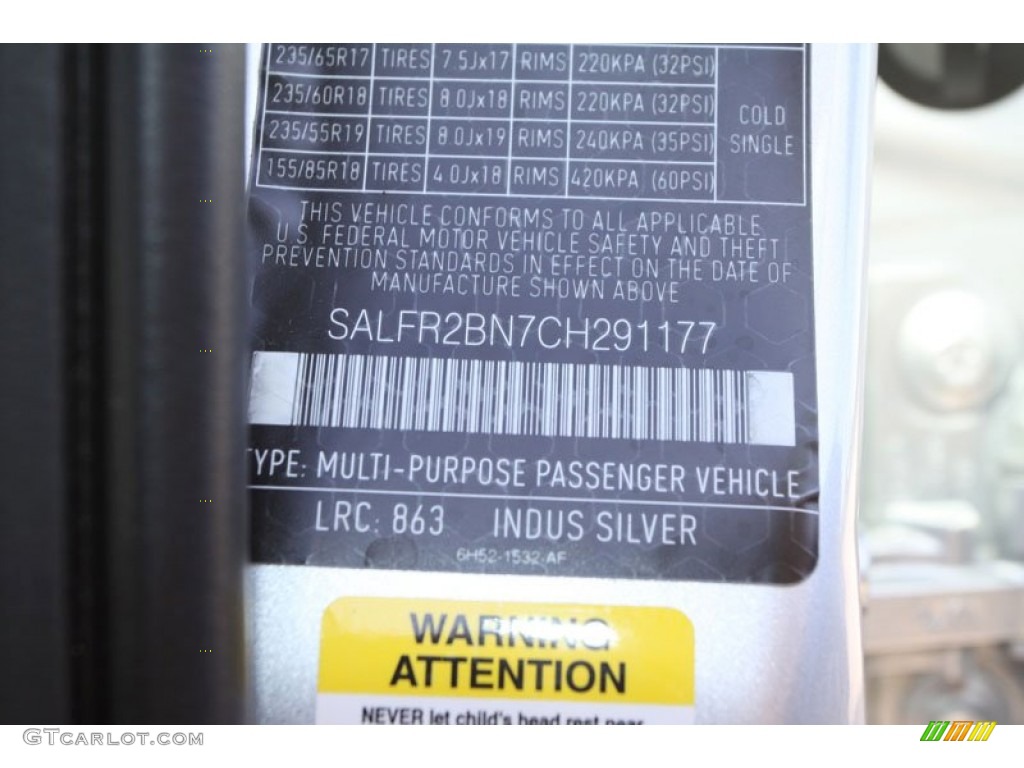 235/65R17 TIRES 7.5Jx17 RIMS 220KPA (32PSI)
235/60R18 TIRES 8.0Jx18 RIMS 220KPA (32PSI)
235/55R19 TIRES 8.0Jx19 RIMS 240KPA (35PSI)
155/85R18 TIRES 4.0Jx18 RIMS 420KPA (60PSI)
COLD
SINGLE
THIS VEHICLE CONFORMS TO ALL APPLICABLE
U.S. FEDERAL MOTOR VEHICLE SAFETY AND THEFT
PREVENTION STANDARDS IN EFFECT ON THE DATE OF
MANUFACTURE SHOWN ABOVE
SALFR2BN7CH291177
YPE: MULTI-PURPOSE PASSENGER VEHICLE
LRC: 863 INDUS SILVER
6H52-1532-AF
WARNING
ATTENTION
NEVER let child's head rest near
GTCARLOT.COM